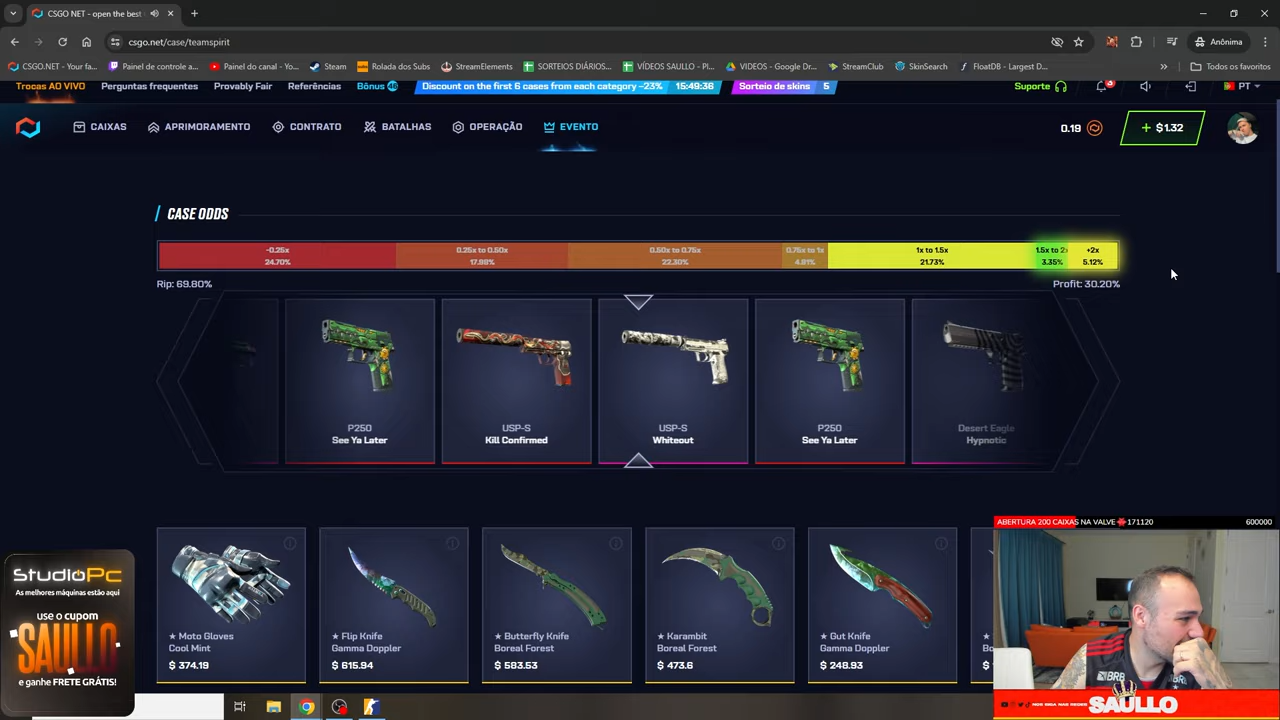 CSGO NET - open the best
csgo.net/case/teamspirit
Anônima
CSGO.NET - Your fa...
Painel de controle a...
Painel do canal - Yo...
Steam
Rolada dos Subs
StreamElements
SORTEIOS DIÁRIOS...
VÍDEOS SAULLO - Pl...
VIDEOS - Google Dr...
StreamClub
SkinSearch
FloatDB - Largest D...
Todos os favoritos
Trocas AO VIVO
Perguntas frequentes
Provably Fair
Referências
Bônus 46
Discount on the first 6 cases from each category -23% 15:49:36
Sorteio de skins 5
Suporte
3
PT
CAIXAS
APRIMORAMENTO
CONTRATO
BATALHAS
OPERAÇÃO
EVENTO
0.19
+ $1.32
CASE ODDS
-0.25x
24.70%
0.25x to 0.50x
17.98%
0.50x to 0.75x
22.30%
0.75x to 1x
4.81%
1x to 1.5x
21.73%
1.5x to 2x
3.35%
+2x
5.12%
Rip: 69.80%
Profit: 30.20%
P250
See Ya Later
USP-S
Kill Confirmed
USP-S
Whiteout
P250
See Ya Later
Desert Eagle
Hypnotic
★ Moto Gloves
Cool Mint
$ 374.19
★ Flip Knife
Gamma Doppler
$ 615.94
★ Butterfly Knife
Boreal Forest
$ 583.53
★ Karambit
Boreal Forest
$ 473.6
★ Gut Knife
Gamma Doppler
$ 248.93
StudioPc
As melhores máquinas estão aqui
use o cupom
SAULLO
e ganhe FRETE GRÁTIS!
ABERTURA 200 CAIXAS NA VALVE 171120
600000
BRB
NOS SIGA NAS REDES
SAULLO